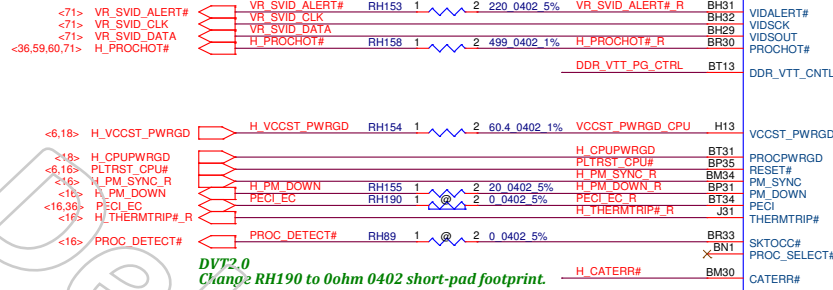 <71> VR_SVID_ALERT# VR_SVID_ALERT# RH153 1 2 220_0402_5% VR_SVID_ALERT#_R BH31 VIDALERT#
<71> VR_SVID_CLK VR_SVID_CLK BH32 VIDSCK
<71> VR_SVID_DATA VR_SVID_DATA BH29 VIDSOUT
<36,59,60,71> H_PROCHOT# H_PROCHOT# RH158 1 2 499_0402_1% H_PROCHOT#_R BR30 PROCHOT#
DDR_VTT_PG_CTRL BT13 DDR_VTT_CNTL
<6,18> H_VCCST_PWRGD H_VCCST_PWRGD RH154 1 2 60.4_0402_1% VCCST_PWRGD_CPU H13 VCCST_PWRGD
<18> H_CPUPWRGD H_CPUPWRGD BT31 PROCPWRGD
<6,16> PLTRST_CPU# PLTRST_CPU# BP35 RESET#
<16> H_PM_SYNC_R H_PM_SYNC_R BM34 PM_SYNC
<16> H_PM_DOWN H_PM_DOWN RH155 1 2 20_0402_5% H_PM_DOWN_R BP31 PM_DOWN
<16,36> PECI_EC PECI_EC RH190 1 @ 2 0_0402_5% PECI_EC_R BT34 PECI
<16> H_THERMTRIP#_R H_THERMTRIP#_R J31 THERMTRIP#
<16> PROC_DETECT# PROC_DETECT# RH89 1 @ 2 0_0402_5% BR33 SKTOCC#
BN1 PROC_SELECT#
DVT2.0
Change RH190 to 0ohm 0402 short-pad footprint.
H_CATERR# BM30 CATERR#